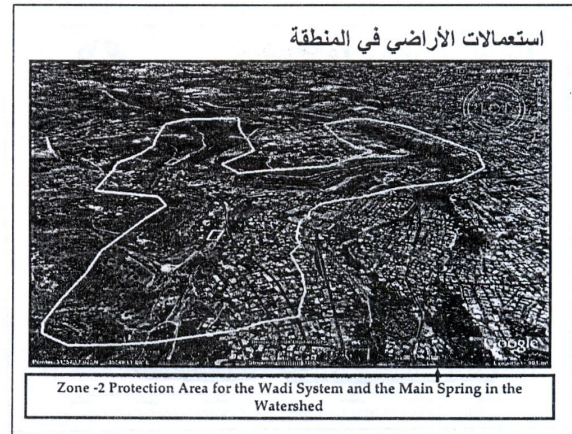 استعمالات الأراضي في المنطقة
Google
Zone -2 Protection Area for the Wadi System and the Main Spring in the
Watershed